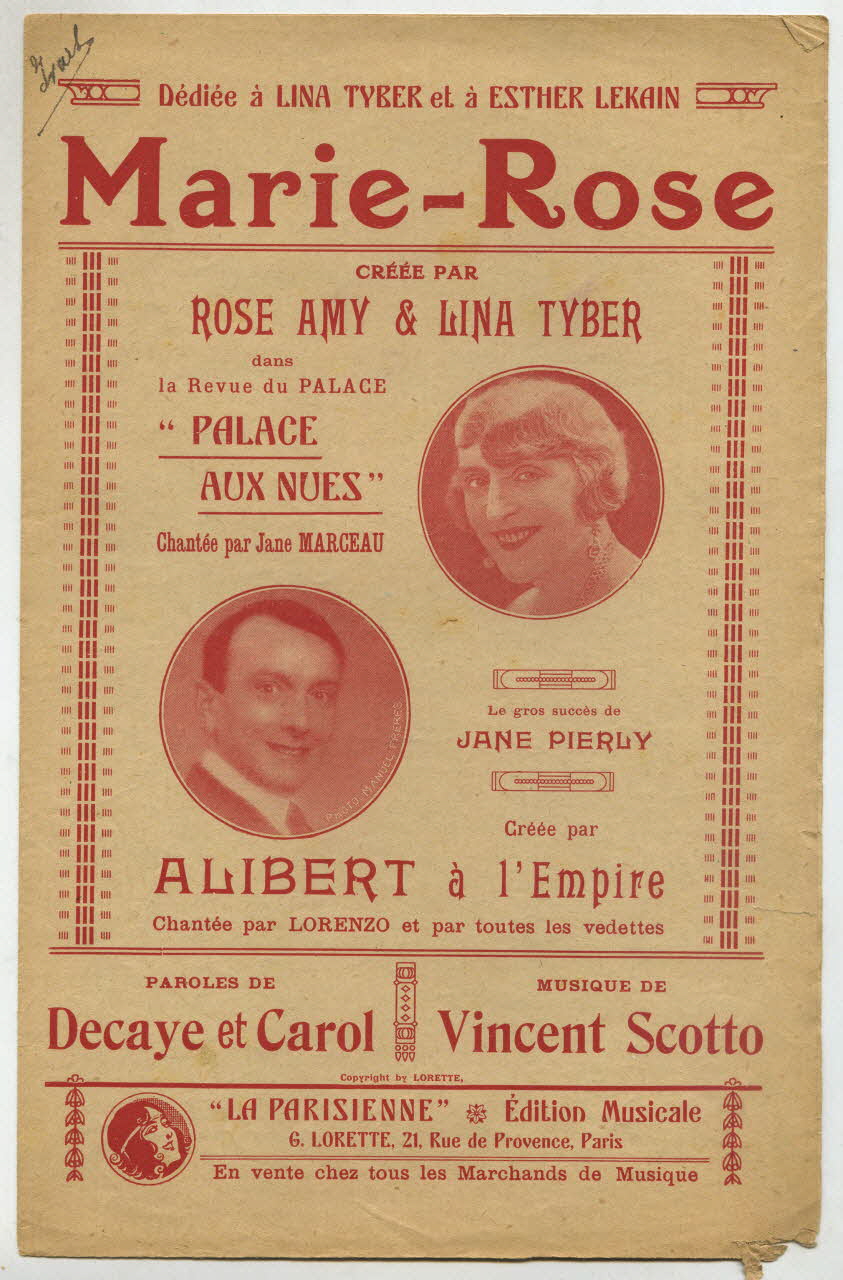 Dédiée à LINA TYBER et à ESTHER LEKAIN
Marie-Rose
CRÉÉE PAR
ROSE AMY & LINA TYBER
dans
la Revue du PALACE
“ PALACE
AUX NUES ”
Chantée par Jane MARCEAU
PHOTO. MANUEL FRÈRES
Le gros succès de
JANE PIERLY
Créée par
ALIBERT à l'Empire
Chantée par LORENZO et par toutes les vedettes
PAROLES DE
Decaye et Carol
MUSIQUE DE
Vincent Scotto
Copyright by LORETTE,
“LA PARISIENNE” Édition Musicale
G. LORETTE, 21, Rue de Provence, Paris
En vente chez tous les Marchands de Musique